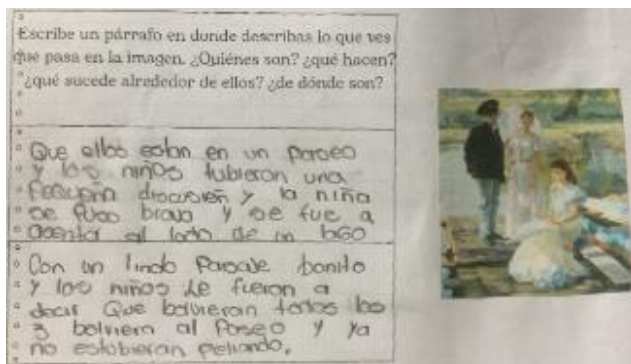 Escribe un párrafo en donde describas lo que ves
que pasa en la imagen. ¿Quiénes son? ¿qué hacen?
¿qué sucede alrededor de ellos? ¿de dónde son?
Que ellos estan en un paseo
y los niños tubieron una
Pequeña discusión y la niña
se puso brava y se fue a
al lado de un lago
Con un lindo Paisaje bonito
y los niños le fueron a
decir Que bolvieran todos los
3 bolviern al Paseo y ya
no estobieran peliando.